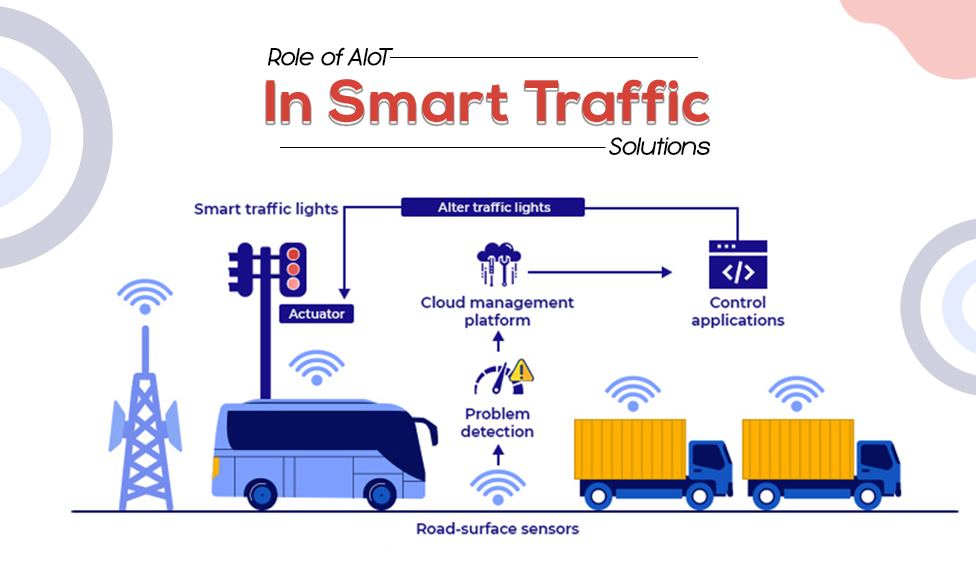 Role of AIoT
In Smart Traffic
Solutions
Smart traffic lights
Alter traffic lights
Actuator
Cloud management
platform
</>
Control
applications
Problem
detection
Road-surface sensors